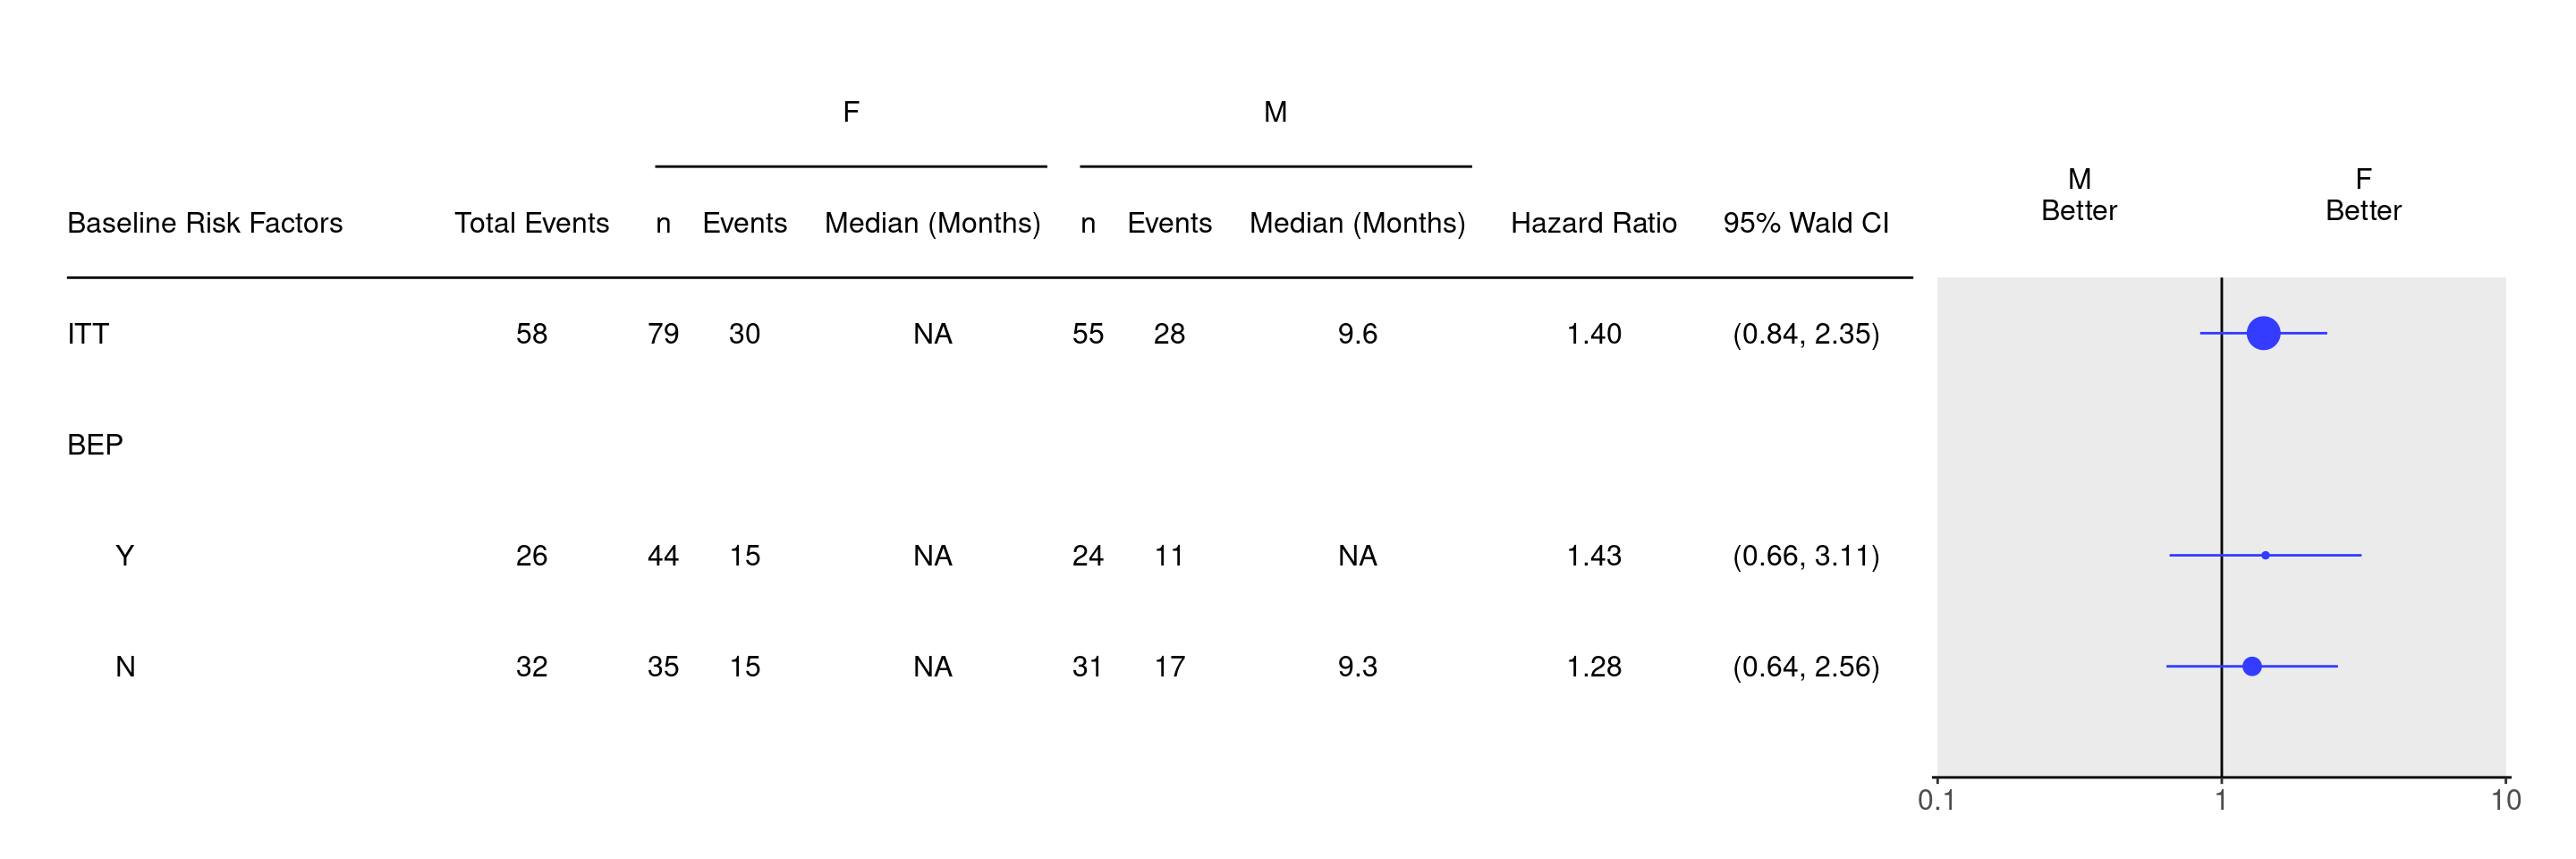 F M
M F
Better Better
Baseline Risk Factors Total Events n Events Median (Months) n Events Median (Months) Hazard Ratio 95% Wald CI
ITT 58 79 30 NA 55 28 9.6 1.40 (0.84, 2.35)
BEP
Y 26 44 15 NA 24 11 NA 1.43 (0.66, 3.11)
N 32 35 15 NA 31 17 9.3 1.28 (0.64, 2.56)
0.1 1 10